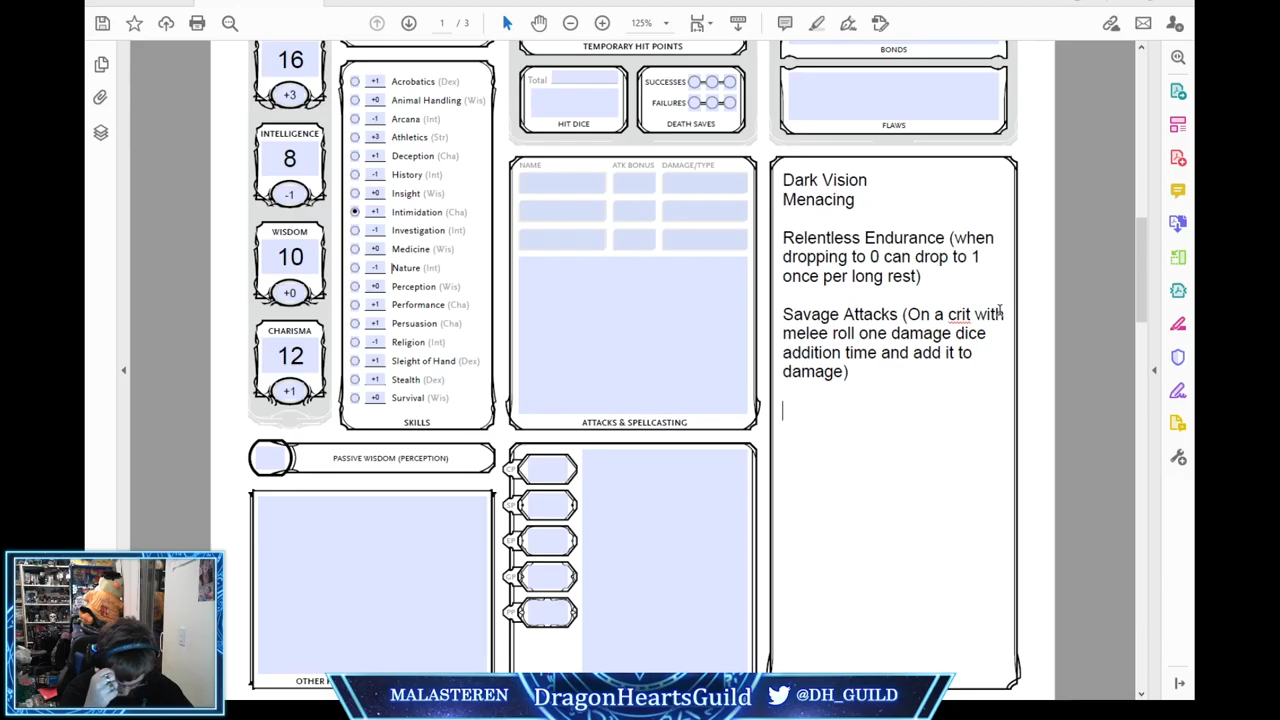 1 / 3
125%
16
+3
INTELLIGENCE
8
-1
WISDOM
10
+0
CHARISMA
12
+1
+1 Acrobatics (Dex)
+0 Animal Handling (Wis)
-1 Arcana (Int)
+3 Athletics (Str)
+1 Deception (Cha)
-1 History (Int)
+0 Insight (Wis)
+1 Intimidation (Cha)
-1 Investigation (Int)
+0 Medicine (Wis)
-1 Nature (Int)
+0 Perception (Wis)
+1 Performance (Cha)
+1 Persuasion (Cha)
-1 Religion (Int)
+1 Sleight of Hand (Dex)
+1 Stealth (Dex)
+0 Survival (Wis)
SKILLS
PASSIVE WISDOM (PERCEPTION)
TEMPORARY HIT POINTS
Total
HIT DICE
SUCCESSES
FAILURES
DEATH SAVES
NAME ATK BONUS DAMAGE/TYPE
ATTACKS & SPELLCASTING
CP
SP
EP
GP
PP
BONDS
FLAWS
Dark Vision
Menacing
Relentless Endurance (when
dropping to 0 can drop to 1
once per long rest)
Savage Attacks (On a crit with
melee roll one damage dice
addition time and add it to
damage)
OTHER
MALASTEREN
DragonHeartsGuild
@DH_GUILD